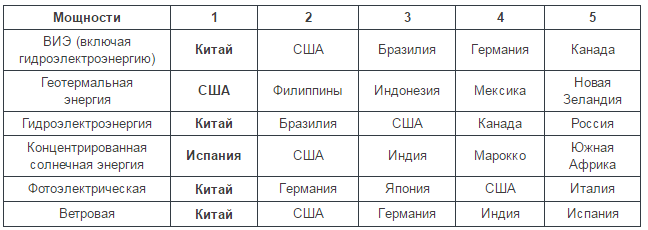 Мощности 1 2 3 4 5
ВИЭ (включая
гидроэлектроэнергию) Китай США Бразилия Германия Канада
Геотермальная
энергия США Филиппины Индонезия Мексика Новая
Зеландия
Гидроэлектроэнергия Китай Бразилия США Канада Россия
Концентрированная
солнечная энергия Испания США Индия Марокко Южная
Африка
Фотоэлектрическая Китай Германия Япония США Италия
Ветровая Китай США Германия Индия Испания